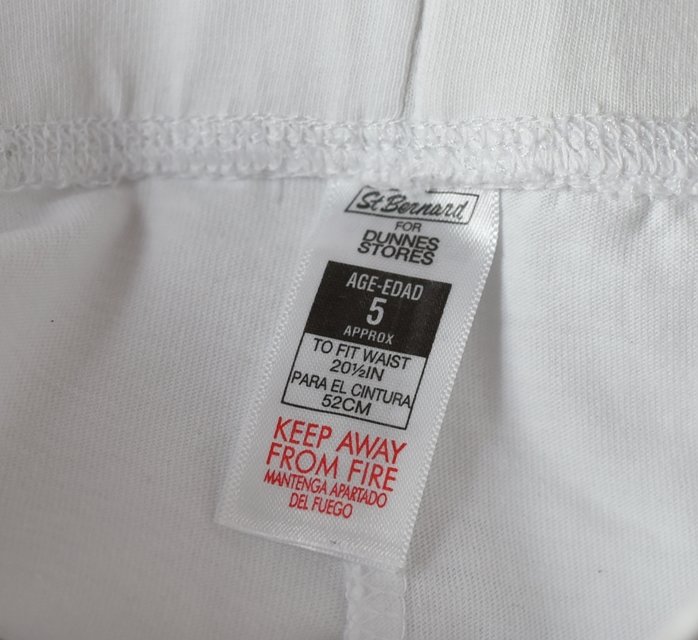 St Bernard
FOR
DUNNES
STORES
AGE-EDAD
5
APPROX
TO FIT WAIST
20½IN
PARA EL CINTURA
52CM
KEEP AWAY
FROM FIRE
MANTENGA APARTADO
DEL FUEGO